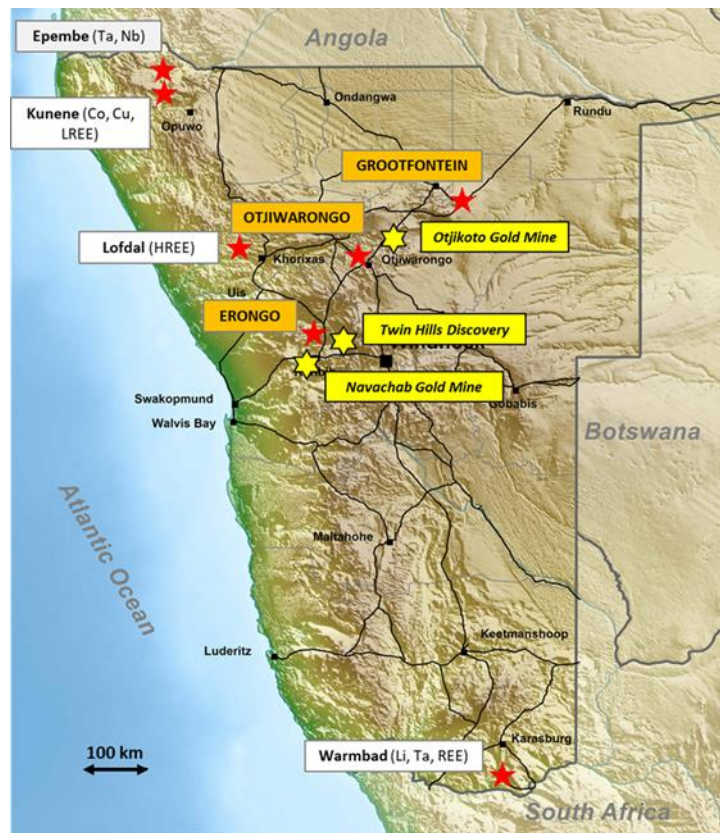 Epembe (Ta, Nb)
Angola
Ondangwa
Kunene (Co, Cu,
LREE)
Opuwo
Rundu
GROOTFONTEIN
OTJIWARONGO
Otjikoto Gold Mine
Lofdal (HREE)
Khorixas
Otjiwarongo
Uis
ERONGO
Twin Hills Discovery
Navachab Gold Mine
Swakopmund
Gobabis
Walvis Bay
Botswana
Atlantic Ocean
Maltahohe
Luderitz
Keetmanshoop
100 km
Warmbad (Li, Ta, REE)
Karasburg
South Africa